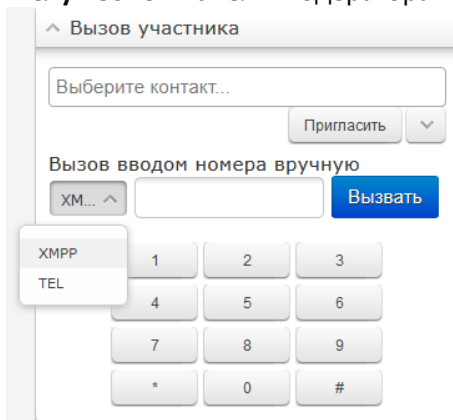 Вызов участника
Выберите контакт...
Пригласить
Вызов вводом номера вручную
XM... Вызвать
XMPP
TEL
1 2 3
4 5 6
7 8 9
* 0 #